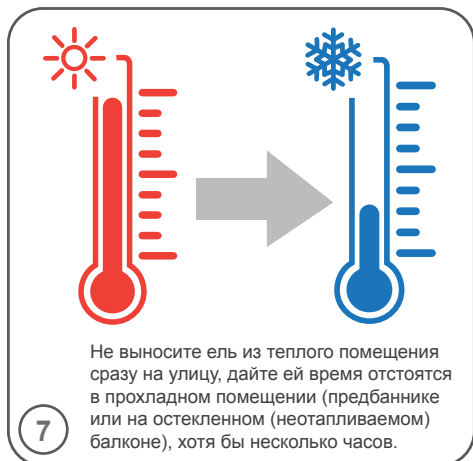 Не выносите ель из теплого помещения
сразу на улицу, дайте ей время отстоятся
в прохладном помещении (предбаннике
или на остекленном (неотапливаемом)
балконе), хотя бы несколько часов.
7